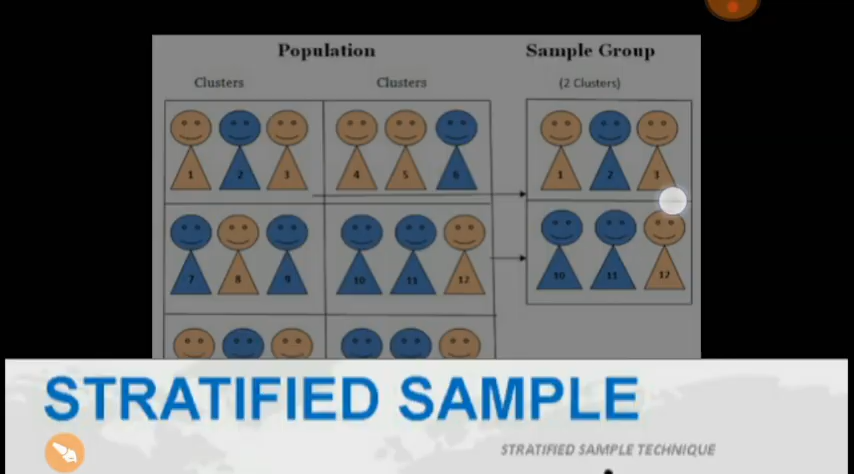 Population
Sample Group
Clusters
Clusters
(2 Clusters)
1 2 3 4 5 6 1 2 3
7 8 9 10 11 12 10 11 12
STRATIFIED SAMPLE
STRATIFIED SAMPLE TECHNIQUE